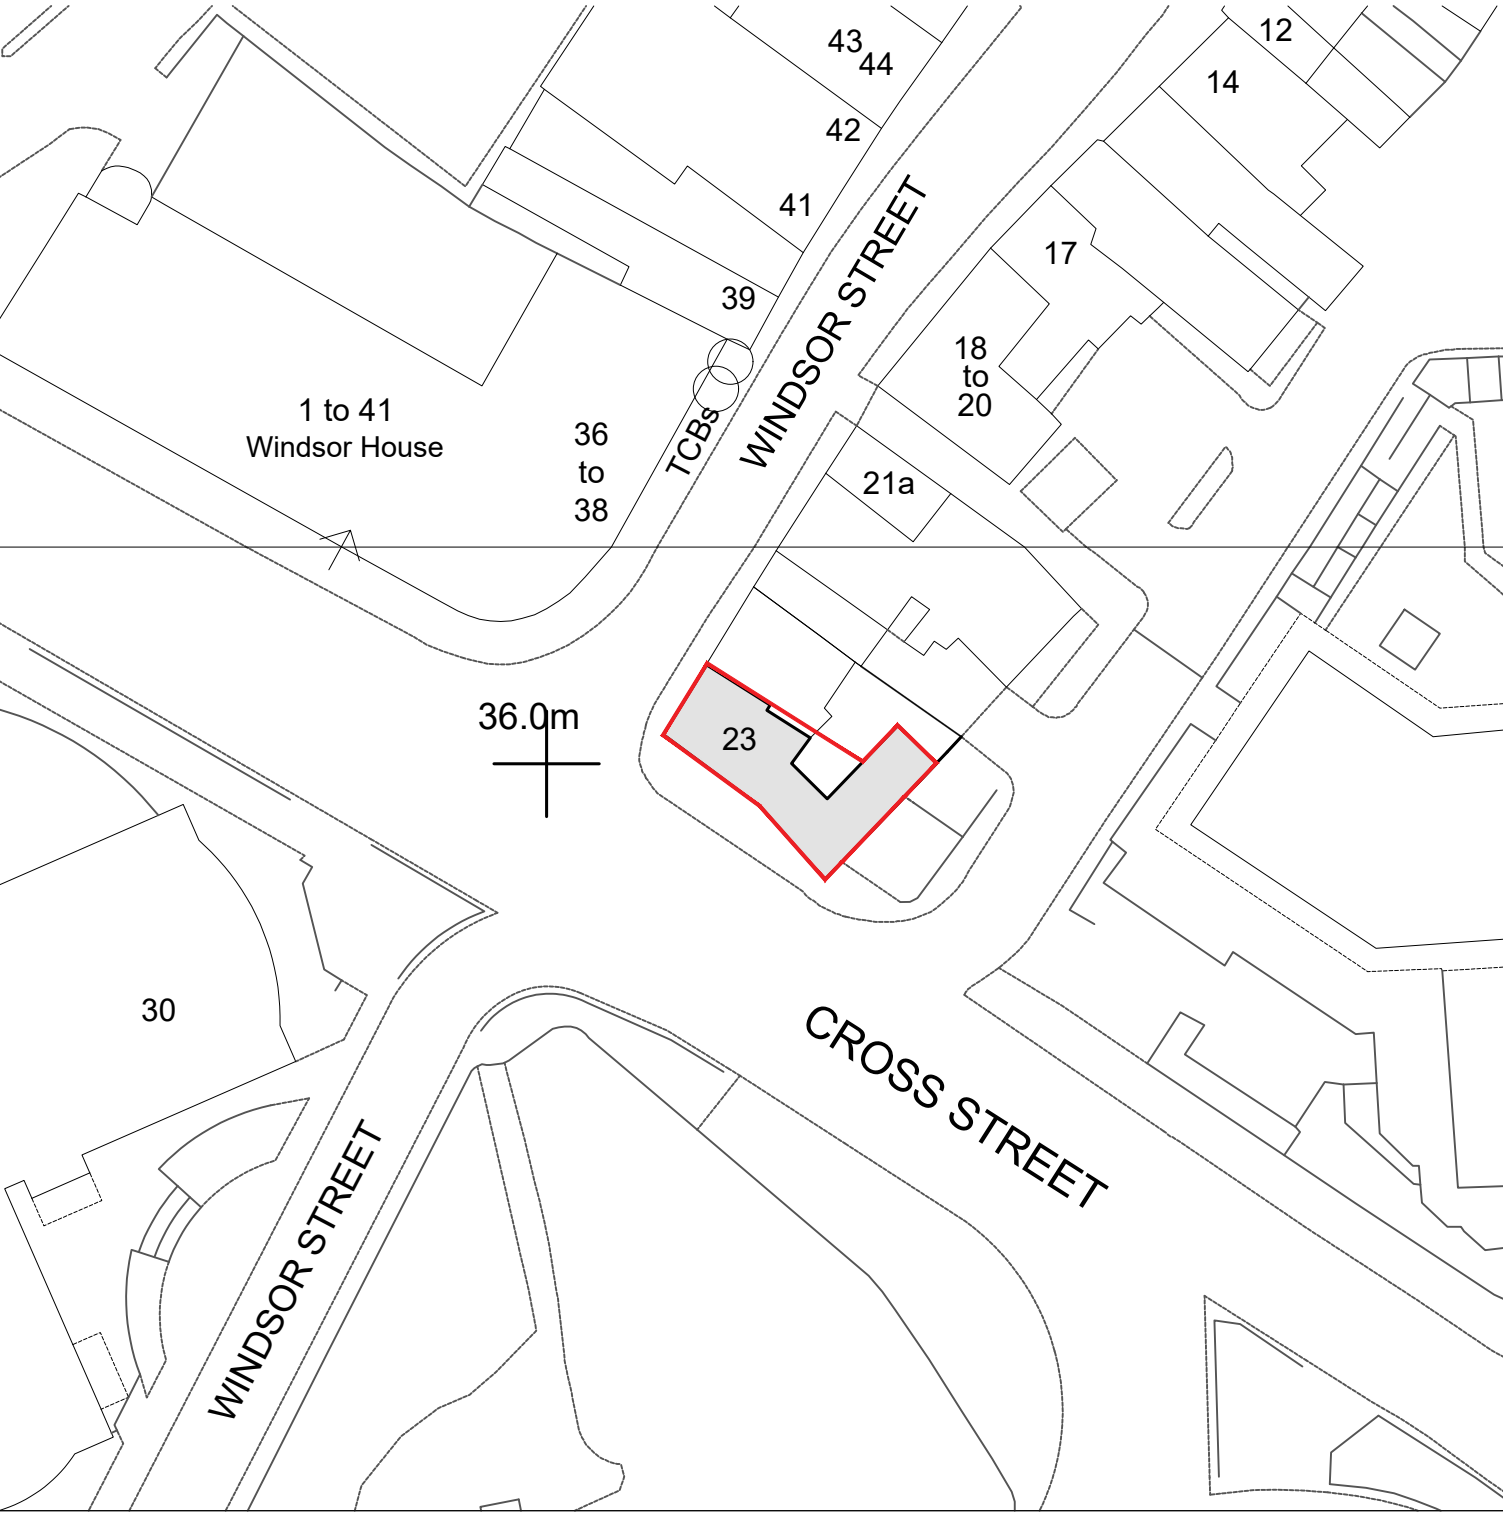 43
44
12
14
42
41
17
39
WINDSOR STREET
18
to
20
1 to 41
Windsor House
36
to
38
TCBs
21a
36.0m
23
30
CROSS STREET
WINDSOR STREET